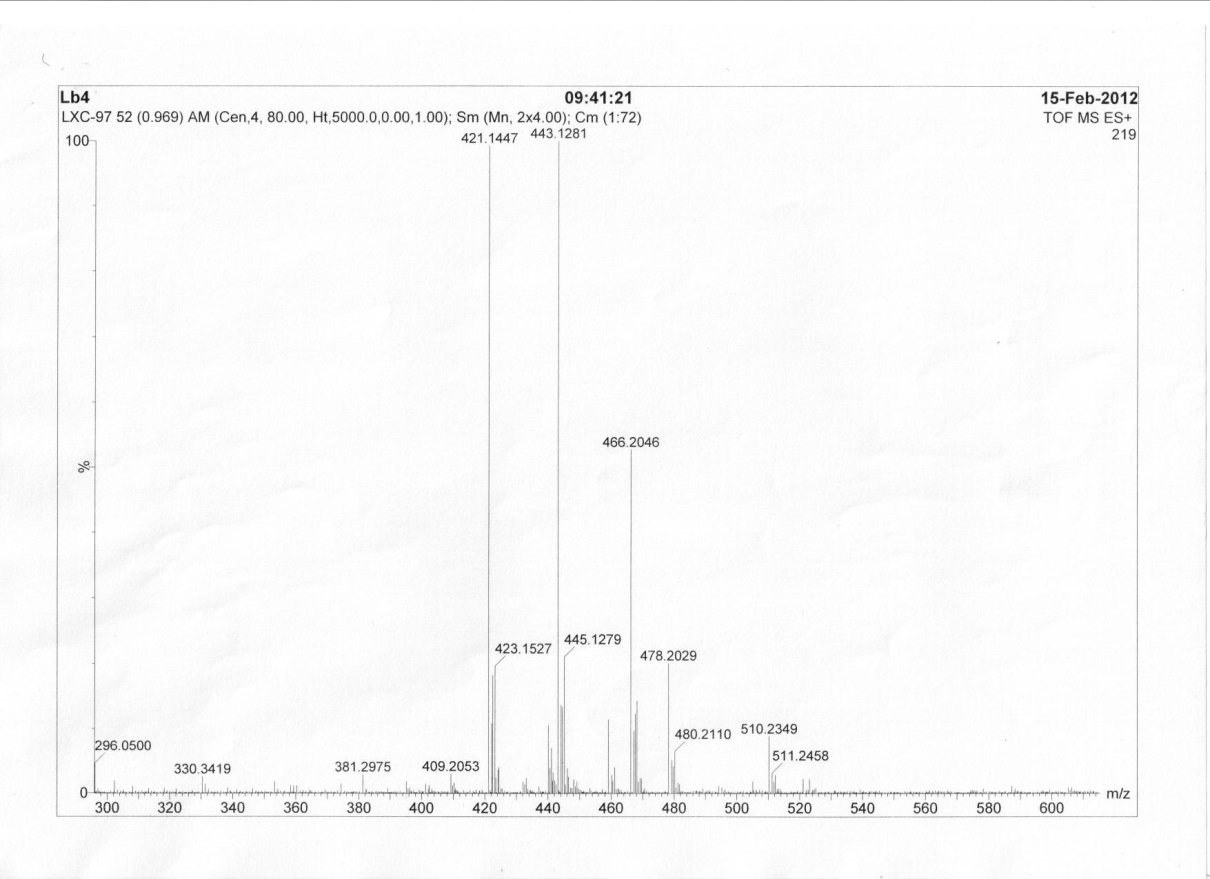 Lb4 09:41:21 15-Feb-2012
LXC-97 52 (0.969) AM (Cen,4, 80.00, Ht,5000.0,0.00,1.00); Sm (Mn, 2x4.00); Cm (1:72) TOF MS ES+
219
100 421.1447 443.1281
%
466.2046
423.1527 445.1279 478.2029
480.2110 510.2349
296.0500 511.2458
330.3419 381.2975 409.2053
0
300 320 340 360 380 400 420 440 460 480 500 520 540 560 580 600 m/z